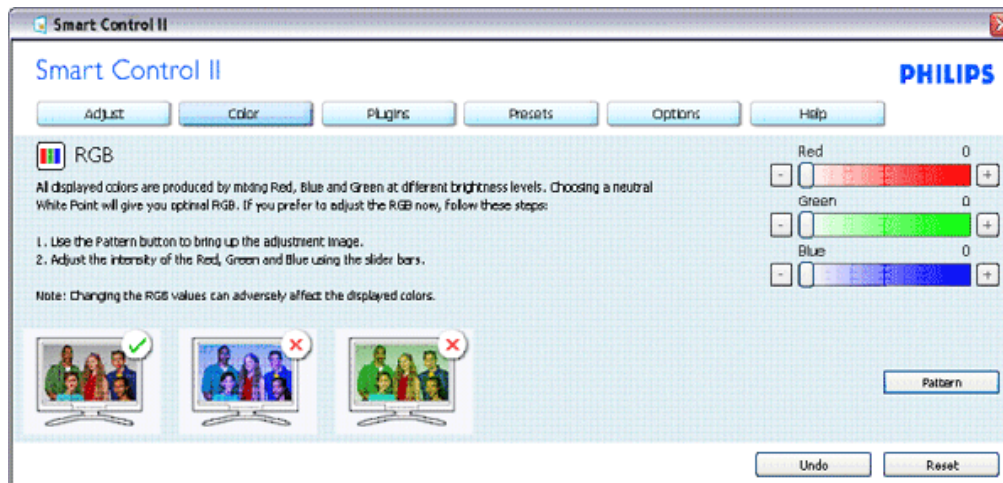 Smart Control II
Smart Control II
PHILIPS
Adjust Color Plugins Presets Options Help
RGB
All displayed colors are produced by mixing Red, Blue and Green at different brightness levels. Choosing a neutral
White Point will give you optimal RGB. If you prefer to adjust the RGB now, follow these steps:
1. Use the Pattern button to bring up the adjustment image.
2. Adjust the intensity of the Red, Green and Blue using the slider bars.
Note: Changing the RGB values can adversely affect the displayed colors.
Red 0
- +
Green 0
- +
Blue 0
- +
Pattern
Undo Reset